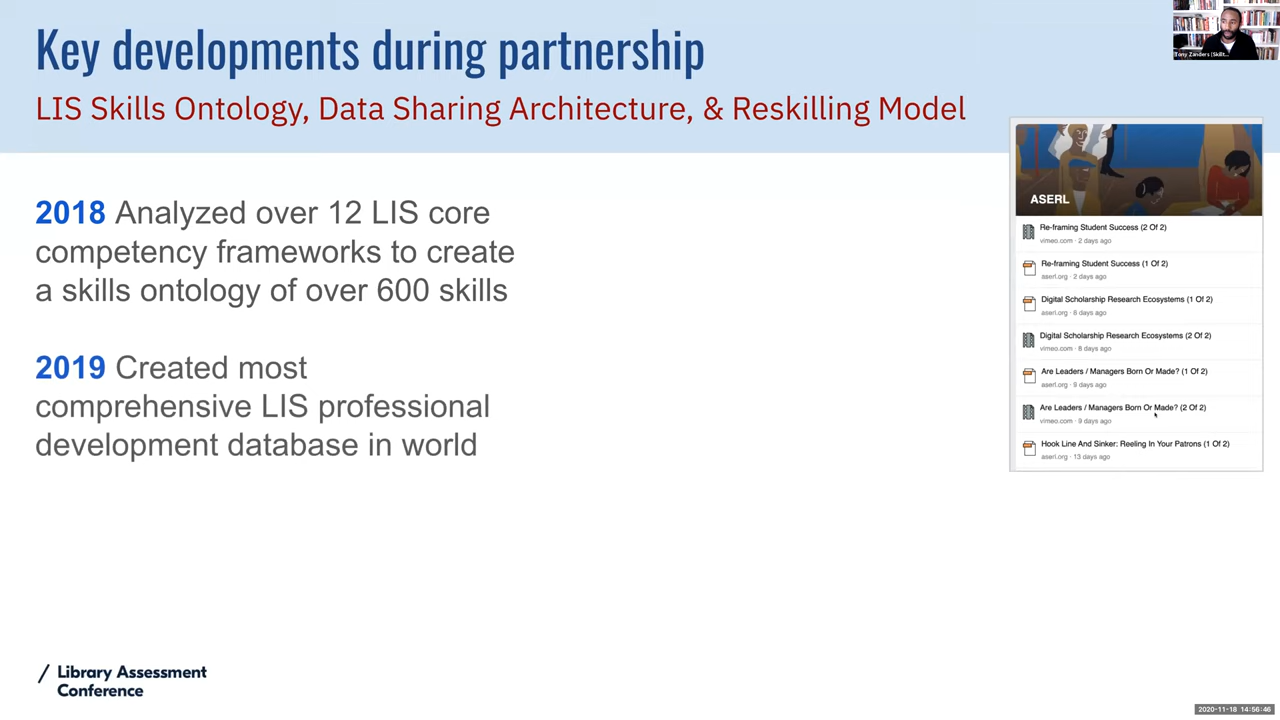 Key developments during partnership
LIS Skills Ontology, Data Sharing Architecture, & Reskilling Model
2018 Analyzed over 12 LIS core
competency frameworks to create
a skills ontology of over 600 skills
2019 Created most
comprehensive LIS professional
development database in world
Tony Zanders (Skillt...
ASERL
Re-framing Student Success (2 Of 2)
vimeo.com · 2 days ago
Re-framing Student Success (1 Of 2)
aserl.org · 2 days ago
Digital Scholarship Research Ecosystems (1 Of 2)
aserl.org · 8 days ago
Digital Scholarship Research Ecosystems (2 Of 2)
vimeo.com · 8 days ago
Are Leaders / Managers Born Or Made? (1 Of 2)
aserl.org · 9 days ago
Are Leaders / Managers Born Or Made? (2 Of 2)
vimeo.com · 9 days ago
Hook Line And Sinker: Reeling In Your Patrons (1 Of 2)
aserl.org · 13 days ago
/ Library Assessment
Conference
2020-11-18 14:56:46